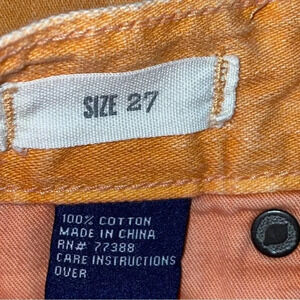 SIZE 27
100% COTTON
MADE IN CHINA
RN# 77388
CARE INSTRUCTIONS
OVER